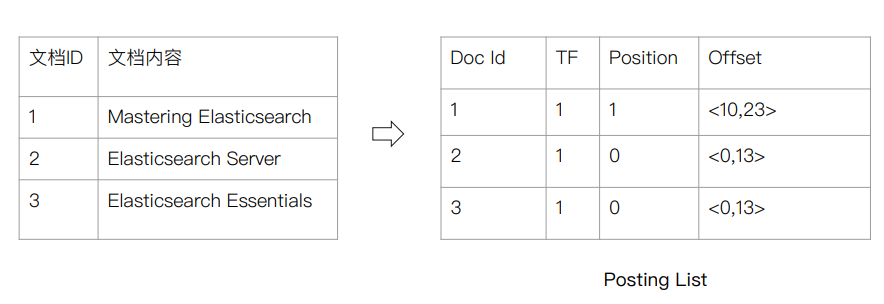 文档ID 文档内容
1 Mastering Elasticsearch
2 Elasticsearch Server
3 Elasticsearch Essentials
Doc Id TF Position Offset
1 1 1 <10,23>
2 1 0 <0,13>
3 1 0 <0,13>
Posting List